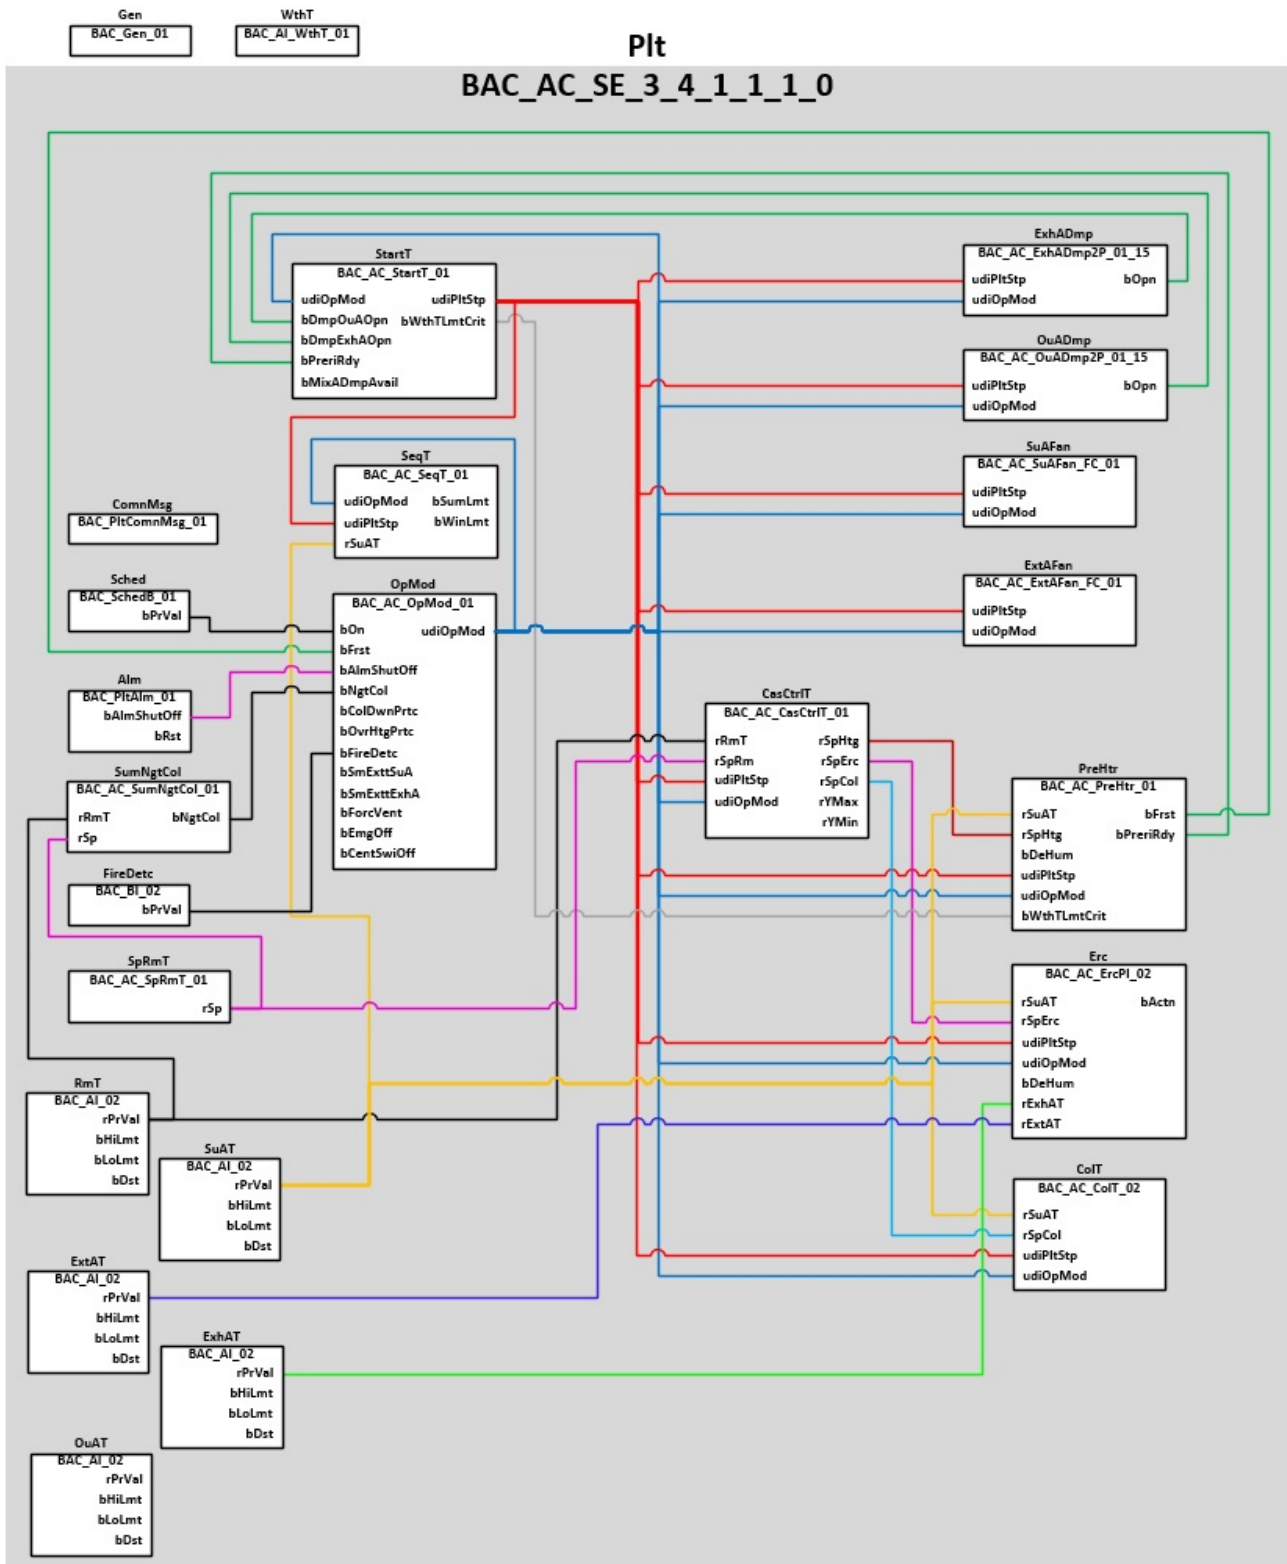 Gen
BAC_Gen_01
WthT
BAC_AI_WthT_01
Plt
BAC_AC_SE_3_4_1_1_1_0
StartT
BAC_AC_StartT_01
udiOpMod udiPltStp
bDmpOuAOpn bWthTLmtCrit
bDmpExhAOpn
bPreriRdy
bMixADmpAvail
ExhADmp
BAC_AC_ExhADmp2P_01_15
udiPltStp bOpn
udiOpMod
OuADmp
BAC_AC_OuADmp2P_01_15
udiPltStp bOpn
udiOpMod
SeqT
BAC_AC_SeqT_01
udiOpMod bSumLmt
udiPltStp bWinLmt
rSuAT
SuAFan
BAC_AC_SuAFan_FC_01
udiPltStp
udiOpMod
ComnMsg
BAC_PltComnMsg_01
ExtAFan
BAC_AC_ExtAFan_FC_01
udiPltStp
udiOpMod
Sched
BAC_SchedB_01
bPrVal
OpMod
BAC_AC_OpMod_01
bOn udiOpMod
bFrst
bAlmShutOff
bNgtCol
bColDwnPrtc
bOvrHtgPrtc
bFireDetc
bSmExttSuA
bSmExttExhA
bForcVent
bEmgOff
bCentSwiOff
Alm
BAC_PltAlm_01
bAlmShutOff
bRst
CasCtrlT
BAC_AC_CasCtrlT_01
rRmT rSpHtg
rSpRm rSpErc
udiPltStp rSpCol
udiOpMod rYMax
rYMin
SumNgtCol
BAC_AC_SumNgtCol_01
rRmT bNgtCol
rSp
PreHtr
BAC_AC_PreHtr_01
rSuAT bFrst
rSpHtg bPreriRdy
bDeHum
udiPltStp
udiOpMod
bWthTLmtCrit
FireDetc
BAC_BI_02
bPrVal
SpRmT
BAC_AC_SpRmT_01
rSp
Erc
BAC_AC_ErcPl_02
rSuAT bActn
rSpErc
udiPltStp
udiOpMod
bDeHum
rExhAT
rExtAT
RmT
BAC_AI_02
rPrVal
bHiLmt
bLoLmt
bDst
SuAT
BAC_AI_02
rPrVal
bHiLmt
bLoLmt
bDst
ColT
BAC_AC_ColT_02
rSuAT
rSpCol
udiPltStp
udiOpMod
ExtAT
BAC_AI_02
rPrVal
bHiLmt
bLoLmt
bDst
ExhAT
BAC_AI_02
rPrVal
bHiLmt
bLoLmt
bDst
OuAT
BAC_AI_02
rPrVal
bHiLmt
bLoLmt
bDst